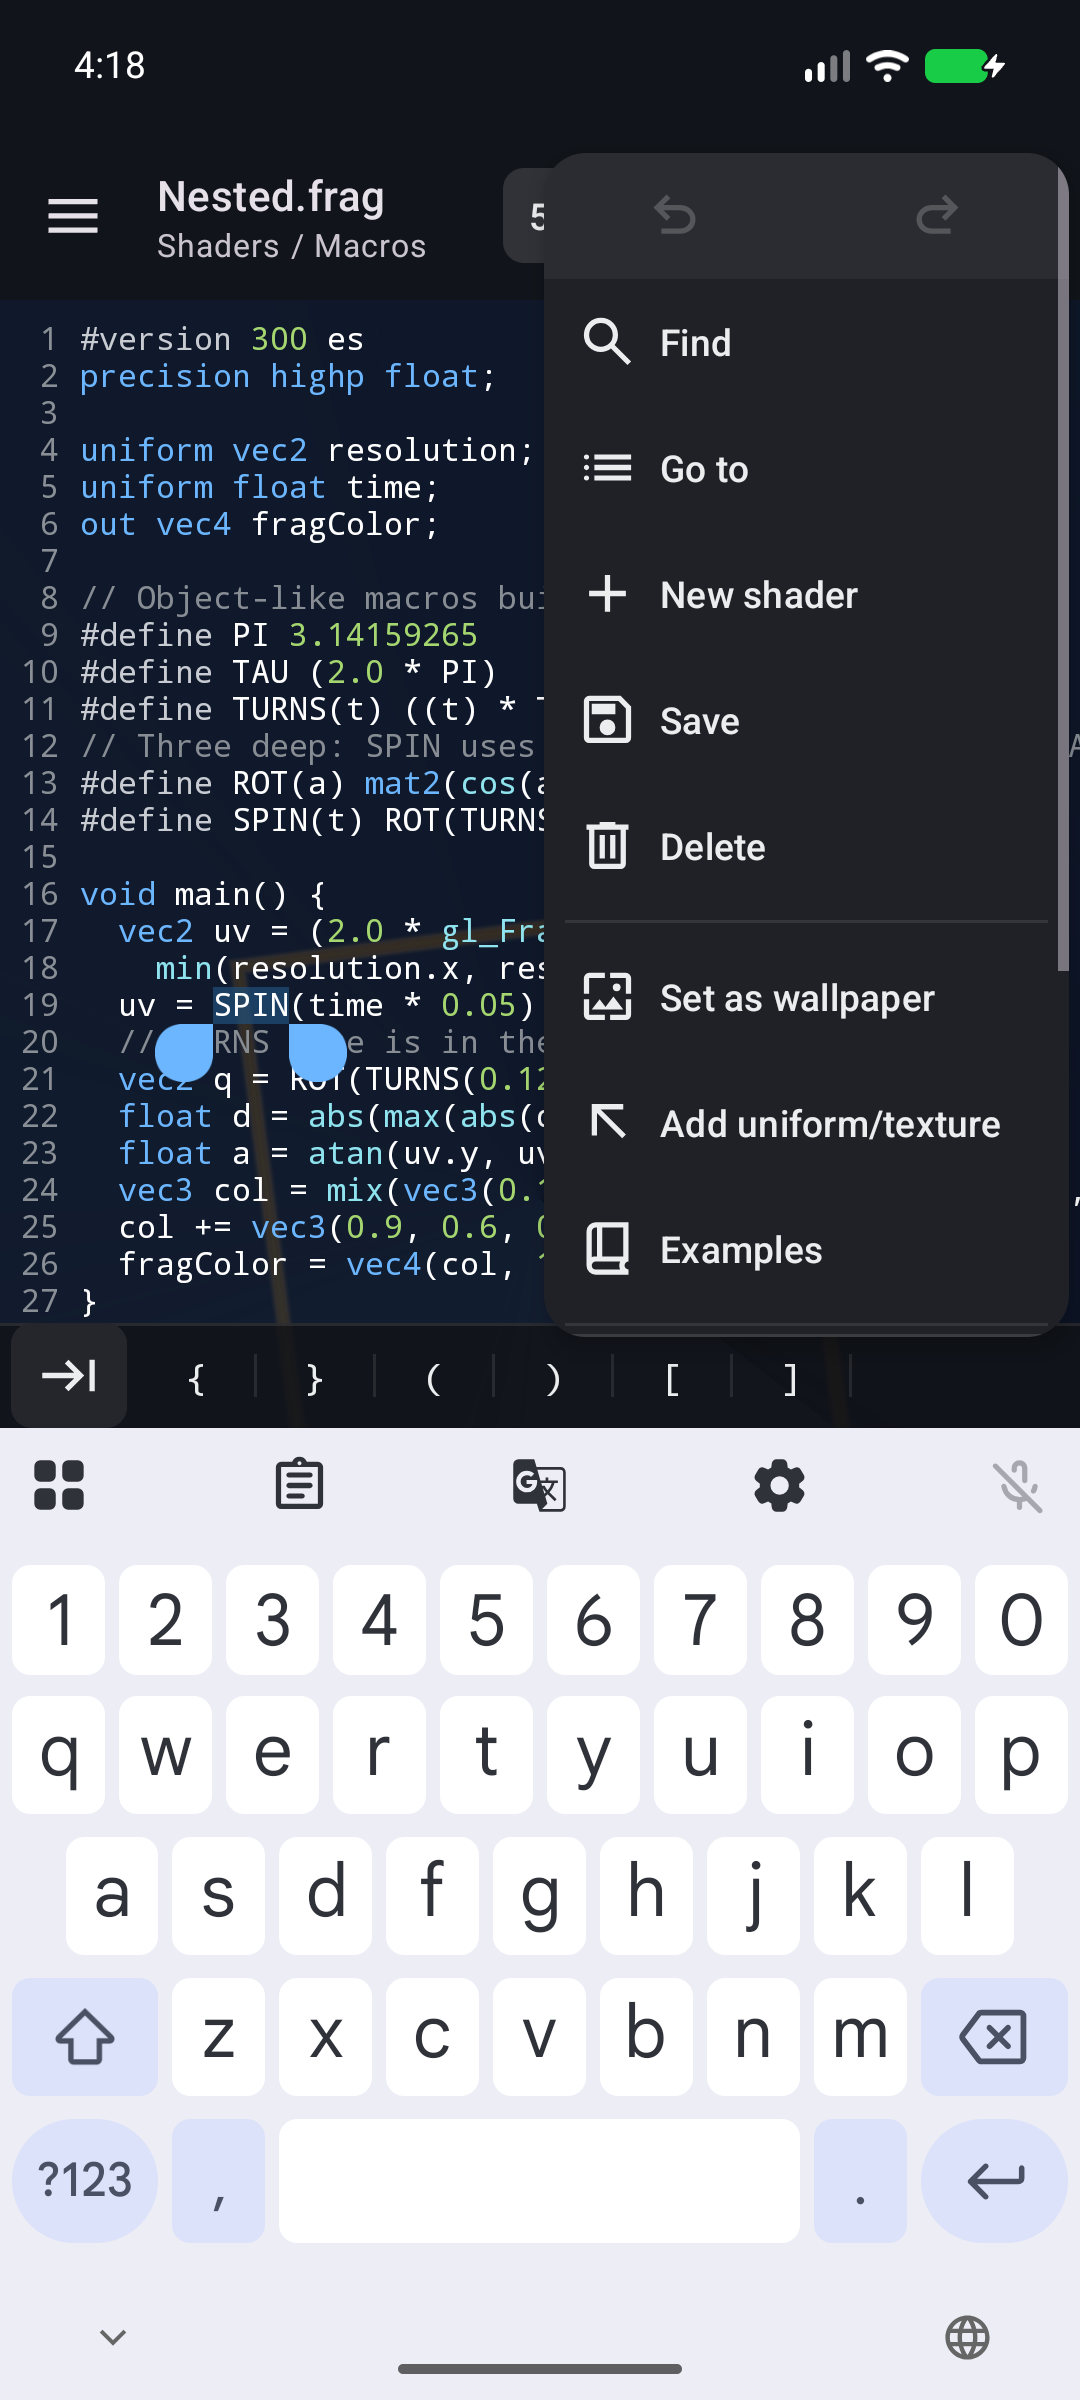 4:18
Nested.frag
Shaders / Macros
5
Find
Go to
New shader
Save
Delete
Set as wallpaper
Add uniform/texture
Examples
1 #version 300 es
2 precision highp float;
3
4 uniform vec2 resolution;
5 uniform float time;
6 out vec4 fragColor;
7
8 // Object-like macros
9 #define PI 3.14159265
10 #define TAU (2.0 * PI)
11 #define TURNS(t) ((t) *
12 // Three deep: SPIN uses
13 #define ROT(a) mat2(cos(a
14 #define SPIN(t) ROT(TURNS
15
16 void main() {
17 vec2 uv = (2.0 * gl_Fra
18 min(resolution.x, res
19 uv = SPIN(time * 0.05)
20 // RNS e is in the
21 vec2 q = ROT(TURNS(0.12
22 float d = abs(max(abs(
23 float a = atan(uv.y, uv
24 vec3 col = mix(vec3(0.
25 col += vec3(0.9, 0.6,
26 fragColor = vec4(col,
27 }
{ } ( ) [ ]
1 2 3 4 5 6 7 8 9 0
q w e r t y u i o p
a s d f g h j k l
z x c v b n m
?123 , .